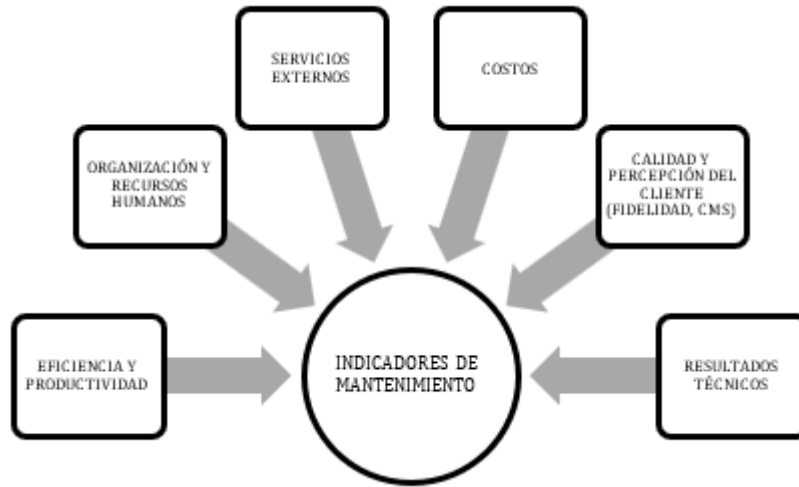 SERVICIOS
EXTERNOS
COSTOS
ORGANIZACIÓN Y
RECURSOS
HUMANOS
CALIDAD Y
PERCEPCIÓN DEL
CLIENTE
(FIDELIDAD, CMS)
EFICIENCIA Y
PRODUCTIVIDAD
INDICADORES DE
MANTENIMIENTO
RESULTADOS
TÉCNICOS